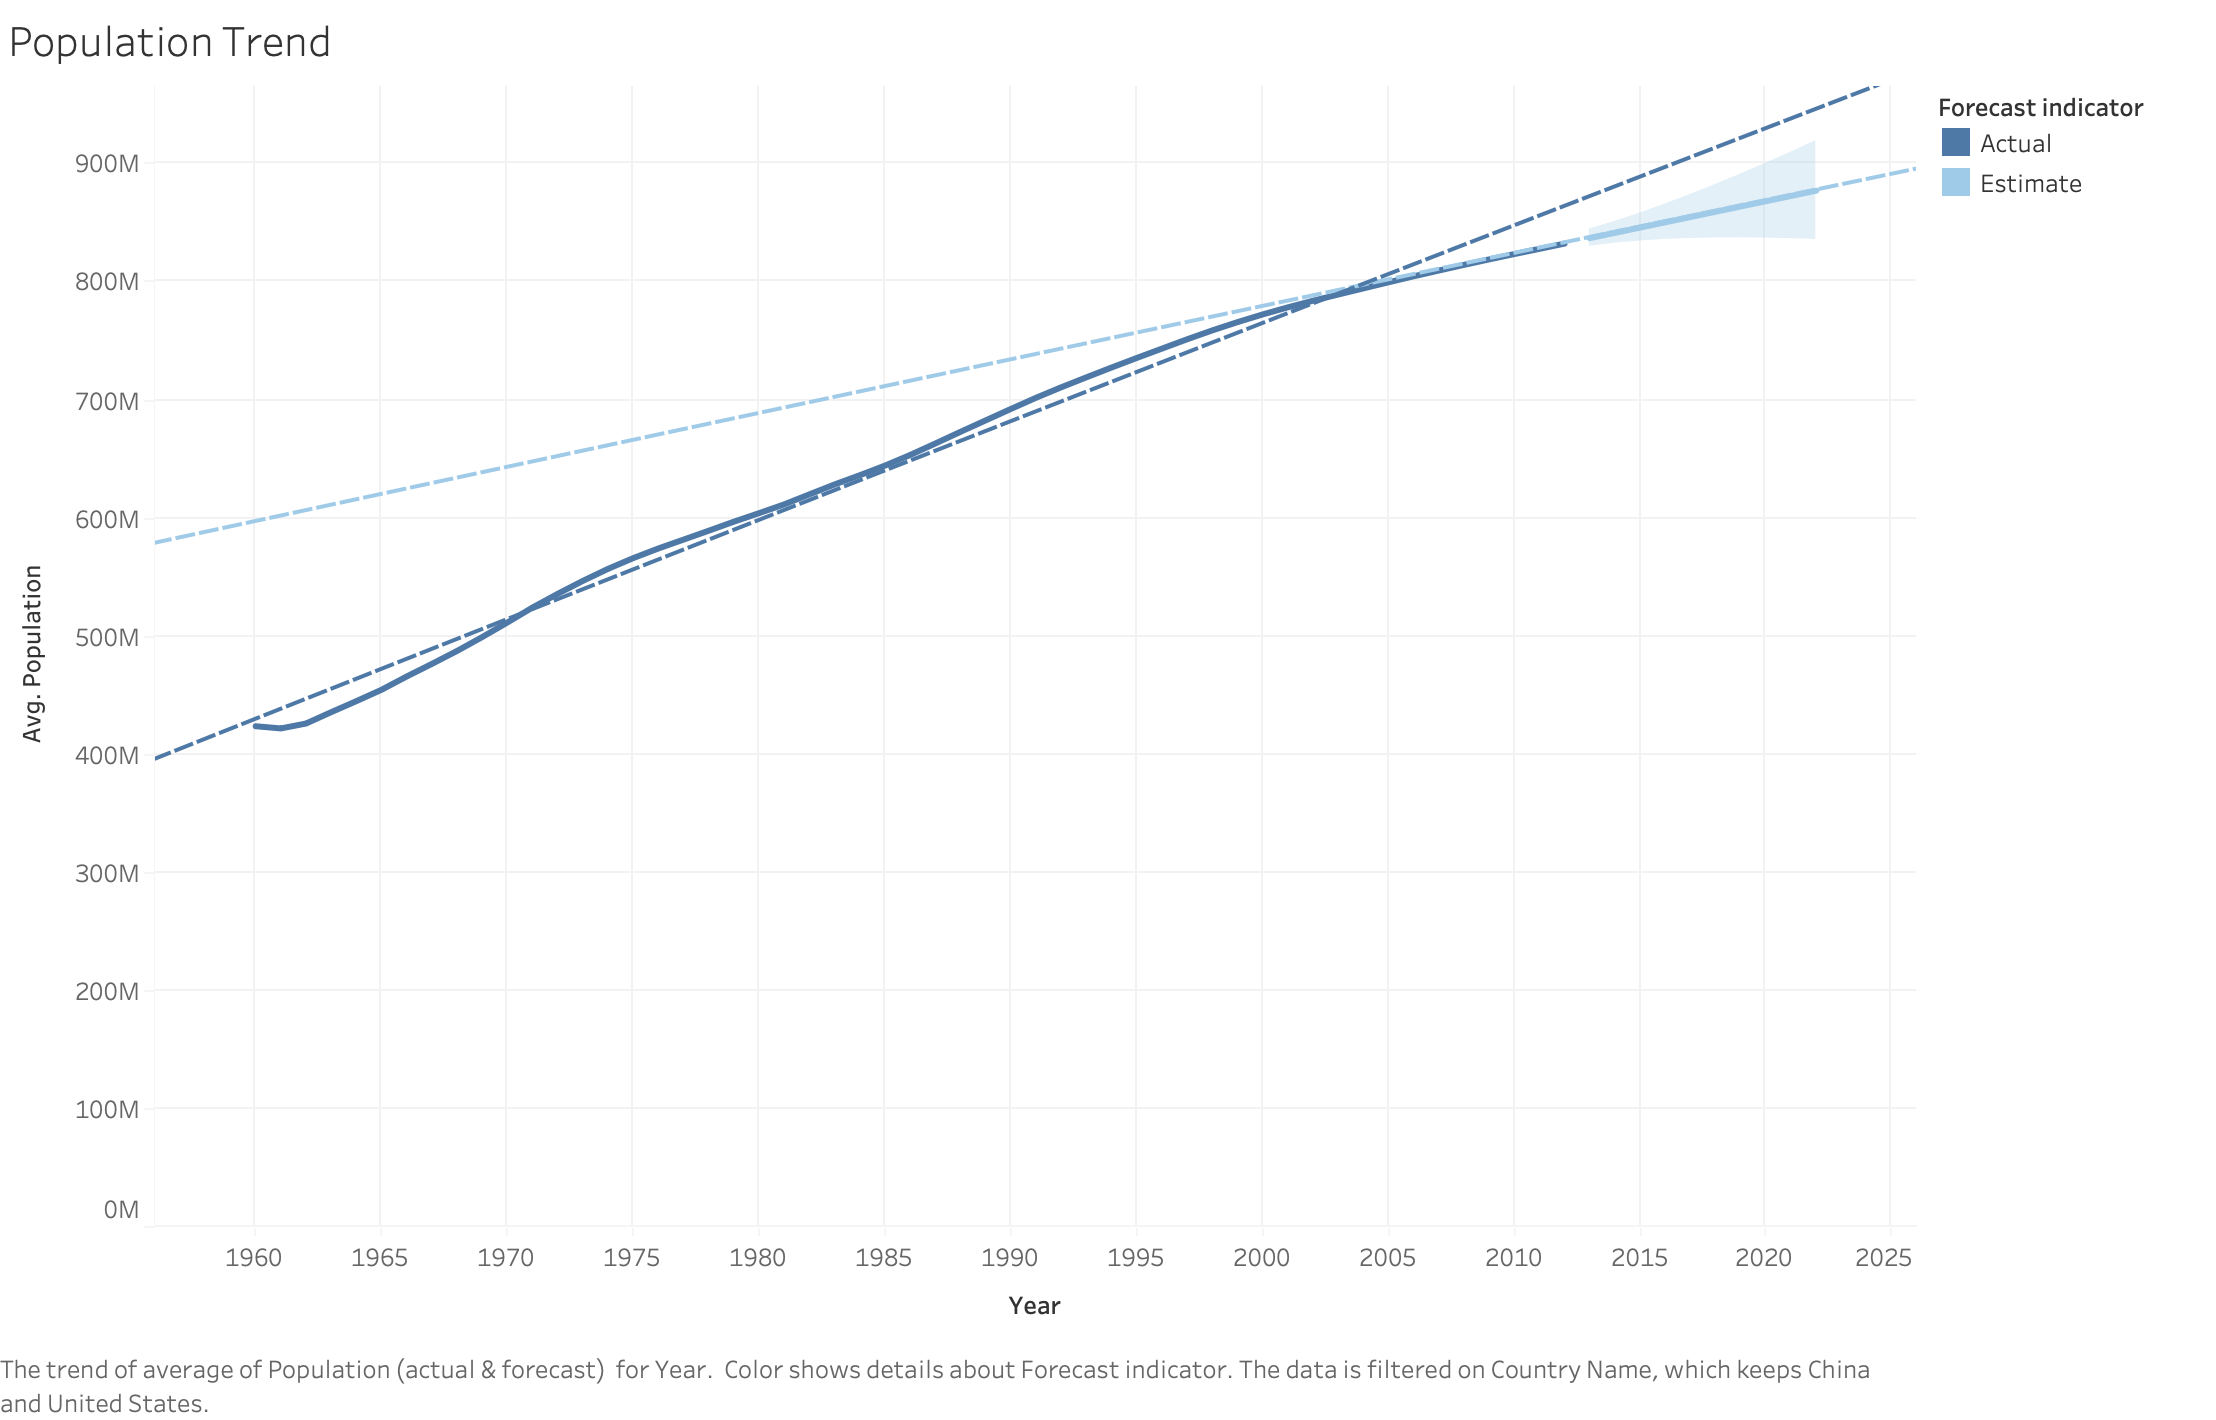 Population Trend
Forecast indicator
Actual
Estimate
Avg. Population
900M
800M
700M
600M
500M
400M
300M
200M
100M
0M
1960 1965 1970 1975 1980 1985 1990 1995 2000 2005 2010 2015 2020 2025
Year
The trend of average of Population (actual & forecast)  for Year.  Color shows details about Forecast indicator. The data is filtered on Country Name, which keeps China
and United States.